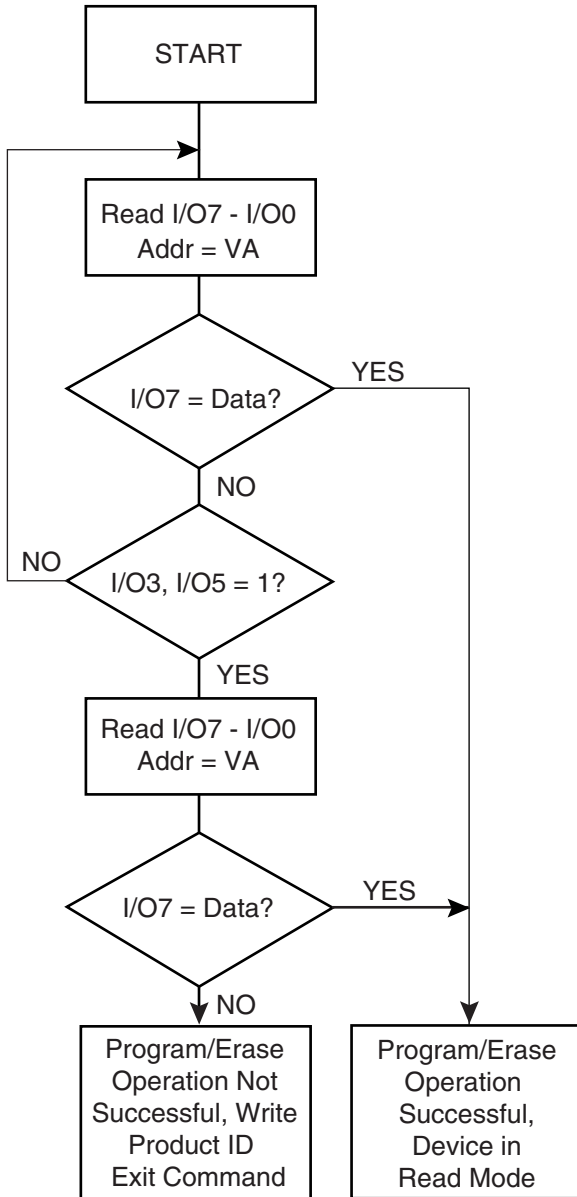 START
Read I/O7 - I/O0
Addr = VA
I/O7 = Data?
YES
NO
NO
I/O3, I/O5 = 1?
YES
Read I/O7 - I/O0
Addr = VA
I/O7 = Data?
YES
NO
Program/Erase
Operation Not
Successful, Write
Product ID
Exit Command
Program/Erase
Operation
Successful,
Device in
Read Mode